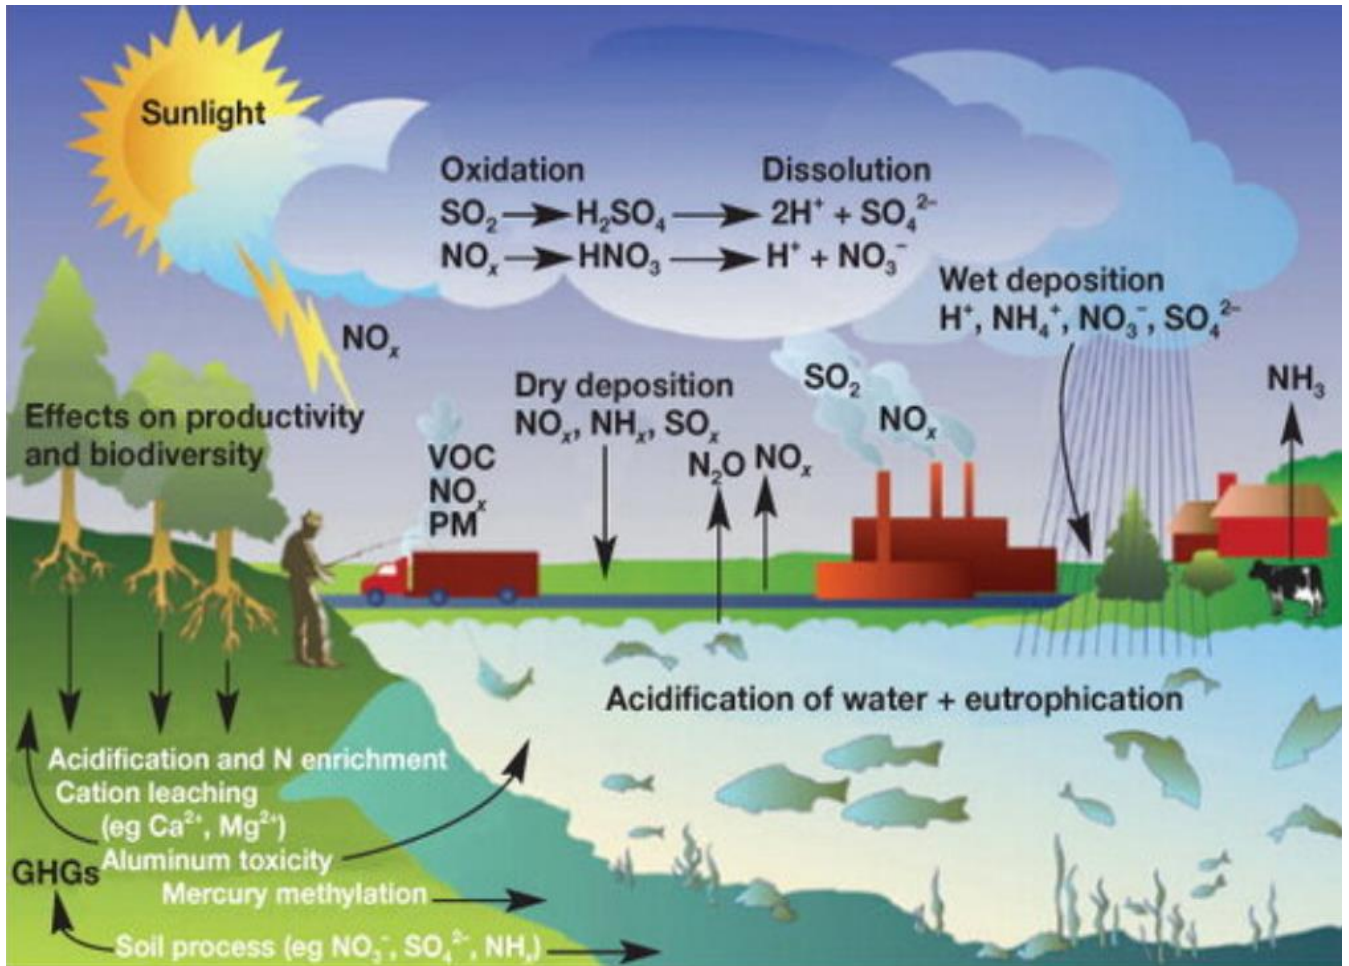 Sunlight
Oxidation
Dissolution
SO₂ → H₂SO₄ → 2H⁺ + SO₄²⁻
NOₓ → HNO₃ → H⁺ + NO₃⁻
Wet deposition
H⁺, NH₄⁺, NO₃⁻, SO₄²⁻
NOₓ
Dry deposition
NOₓ, NHₓ, SOₓ
SO₂
NOₓ
NH₃
Effects on productivity
and biodiversity
VOC
NOₓ
PM
N₂O
NOₓ
Acidification of water + eutrophication
Acidification and N enrichment
Cation leaching
(eg Ca²⁺, Mg²⁺)
Aluminum toxicity
GHGs
Mercury methylation
Soil process (eg NO₃⁻, SO₄²⁻, NHₓ)